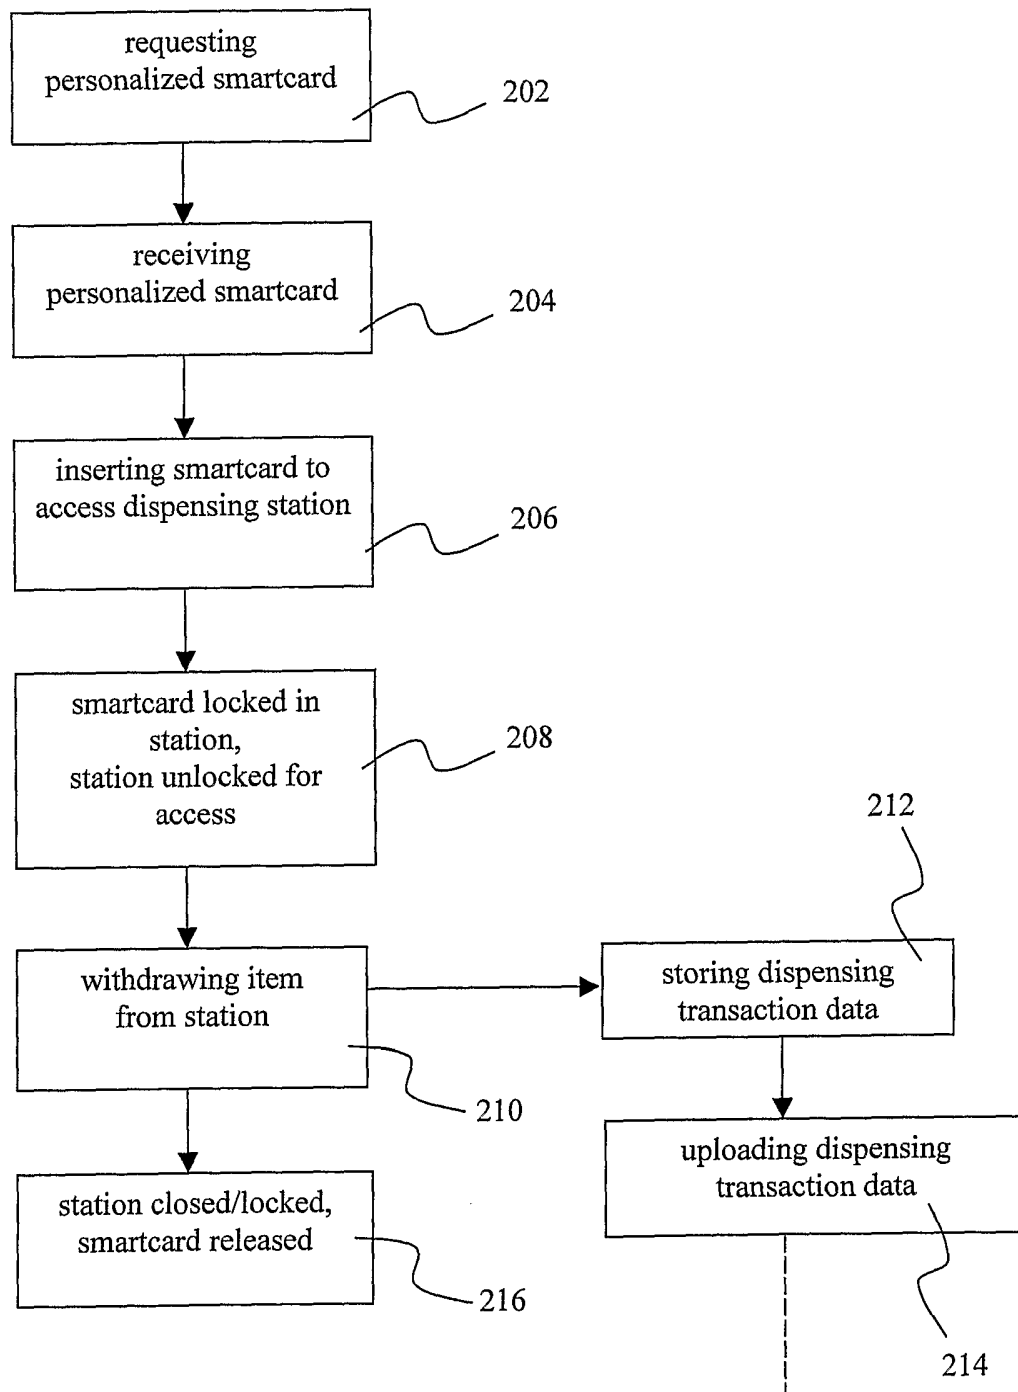 requesting
personalized smartcard
202
receiving
personalized smartcard
204
inserting smartcard to
access dispensing station
206
smartcard locked in
station,
station unlocked for
access
208
withdrawing item
from station
210
212
storing dispensing
transaction data
uploading dispensing
transaction data
214
station closed/locked,
smartcard released
216